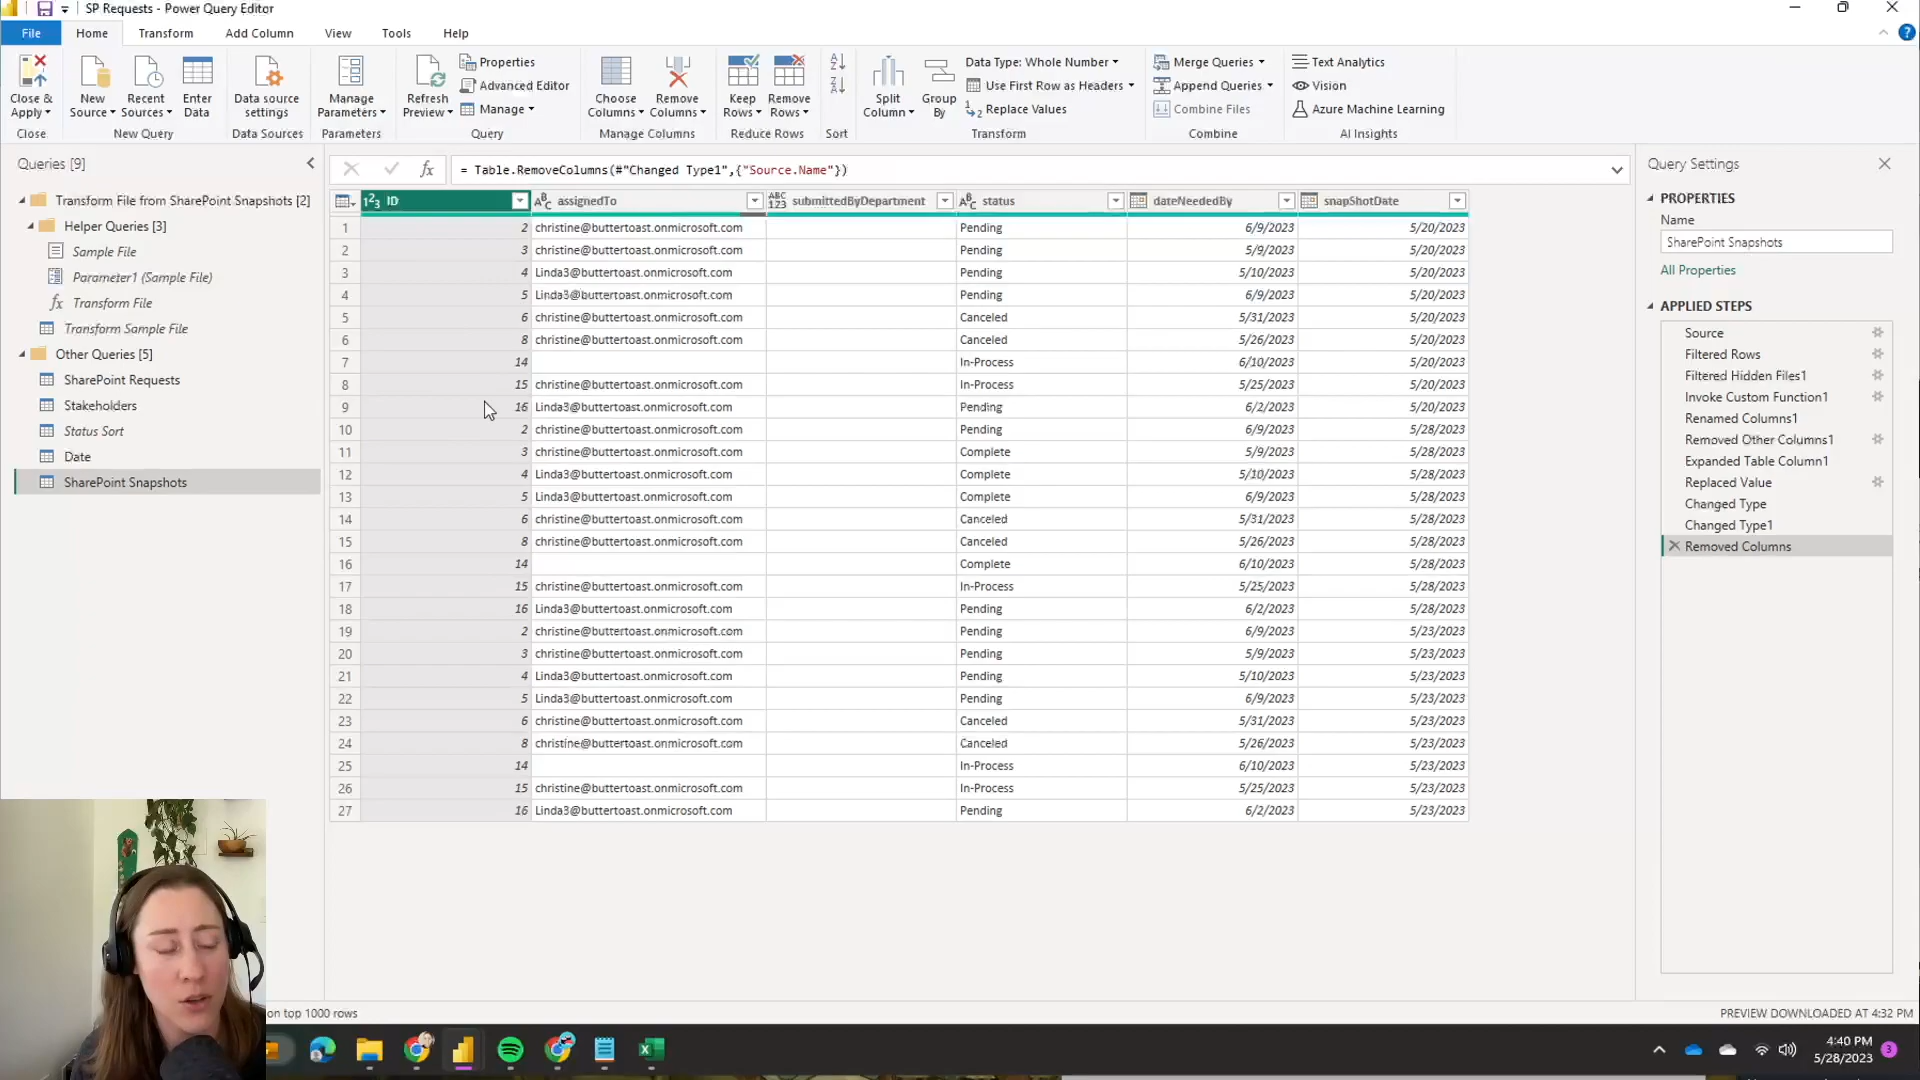 SP Requests - Power Query Editor
File Home Transform Add Column View Tools Help
Close & Apply
New Source
Recent Sources
Enter Data
Data source settings
Manage Parameters
Refresh Preview
Properties
Advanced Editor
Manage
Choose Columns
Remove Columns
Keep Rows
Remove Rows
Split Column
Group By
Data Type: Whole Number
Use First Row as Headers
Replace Values
Merge Queries
Append Queries
Combine Files
Text Analytics
Vision
Azure Machine Learning
Close New Query Data Sources Parameters Query Manage Columns Reduce Rows Sort Transform Combine AI Insights
Queries [9]
Transform File from SharePoint Snapshots [2]
Helper Queries [3]
Sample File
Parameter1 (Sample File)
Transform File
Transform Sample File
Other Queries [5]
SharePoint Requests
Stakeholders
Status Sort
Date
SharePoint Snapshots
= Table.RemoveColumns(#"Changed Type1",{"Source.Name"})
ID assignedTo submittedByDepartment status dateNeededBy snapShotDate
1 2 christine@buttertoast.onmicrosoft.com Pending 6/9/2023 5/20/2023
2 3 christine@buttertoast.onmicrosoft.com Pending 5/9/2023 5/20/2023
3 4 Linda3@buttertoast.onmicrosoft.com Pending 5/10/2023 5/20/2023
4 5 Linda3@buttertoast.onmicrosoft.com Pending 6/9/2023 5/20/2023
5 6 christine@buttertoast.onmicrosoft.com Canceled 5/31/2023 5/20/2023
6 8 christine@buttertoast.onmicrosoft.com Canceled 5/26/2023 5/20/2023
7 14 In-Process 6/10/2023 5/20/2023
8 15 christine@buttertoast.onmicrosoft.com In-Process 5/25/2023 5/20/2023
9 16 Linda3@buttertoast.onmicrosoft.com Pending 6/2/2023 5/20/2023
10 2 christine@buttertoast.onmicrosoft.com Pending 6/9/2023 5/28/2023
11 3 christine@buttertoast.onmicrosoft.com Complete 5/9/2023 5/28/2023
12 4 Linda3@buttertoast.onmicrosoft.com Complete 5/10/2023 5/28/2023
13 5 Linda3@buttertoast.onmicrosoft.com Complete 6/9/2023 5/28/2023
14 6 christine@buttertoast.onmicrosoft.com Canceled 5/31/2023 5/28/2023
15 8 christine@buttertoast.onmicrosoft.com Canceled 5/26/2023 5/28/2023
16 14 Complete 6/10/2023 5/28/2023
17 15 christine@buttertoast.onmicrosoft.com In-Process 5/25/2023 5/28/2023
18 16 Linda3@buttertoast.onmicrosoft.com Pending 6/2/2023 5/28/2023
19 2 christine@buttertoast.onmicrosoft.com Pending 6/9/2023 5/23/2023
20 3 christine@buttertoast.onmicrosoft.com Pending 5/9/2023 5/23/2023
21 4 Linda3@buttertoast.onmicrosoft.com Pending 5/10/2023 5/23/2023
22 5 Linda3@buttertoast.onmicrosoft.com Pending 6/9/2023 5/23/2023
23 6 christine@buttertoast.onmicrosoft.com Canceled 5/31/2023 5/23/2023
24 8 christine@buttertoast.onmicrosoft.com Canceled 5/26/2023 5/23/2023
25 14 In-Process 6/10/2023 5/23/2023
26 15 christine@buttertoast.onmicrosoft.com In-Process 5/25/2023 5/23/2023
27 16 Linda3@buttertoast.onmicrosoft.com Pending 6/2/2023 5/23/2023
Query Settings
PROPERTIES
Name
SharePoint Snapshots
All Properties
APPLIED STEPS
Source
Filtered Rows
Filtered Hidden Files1
Invoke Custom Function1
Renamed Columns1
Removed Other Columns1
Expanded Table Column1
Replaced Value
Changed Type
Changed Type1
Removed Columns
on top 1000 rows
PREVIEW DOWNLOADED AT 4:32 PM
4:40 PM
5/28/2023
3